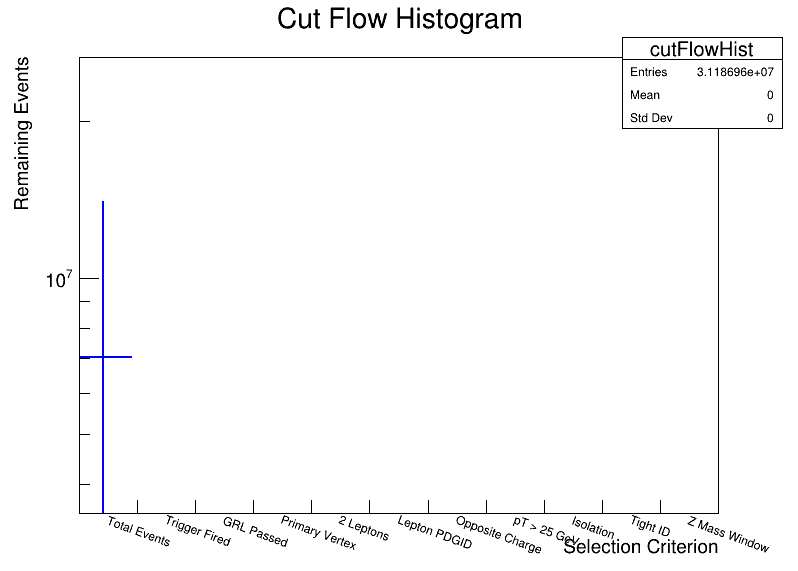 Cut Flow Histogram
cutFlowHist
Entries 3.118696e+07
Mean 0
Std Dev 0
Remaining Events
10^7
Total Events
Trigger Fired
GRL Passed
Primary Vertex
2 Leptons
Lepton PDGID
Opposite Charge
pT > 25 GeV
Isolation
Tight ID
Z Mass Window
Selection Criterion